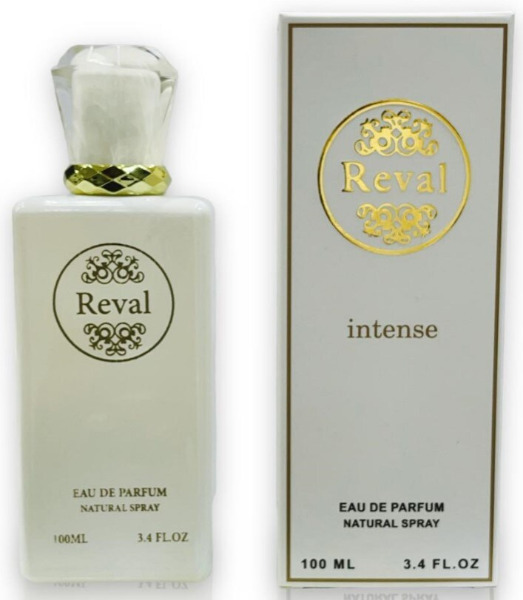 Reval
EAU DE PARFUM
NATURAL SPRAY
100ML 3.4 FL.OZ
Reval
intense
EAU DE PARFUM
NATURAL SPRAY
100 ML 3.4 FL.OZ